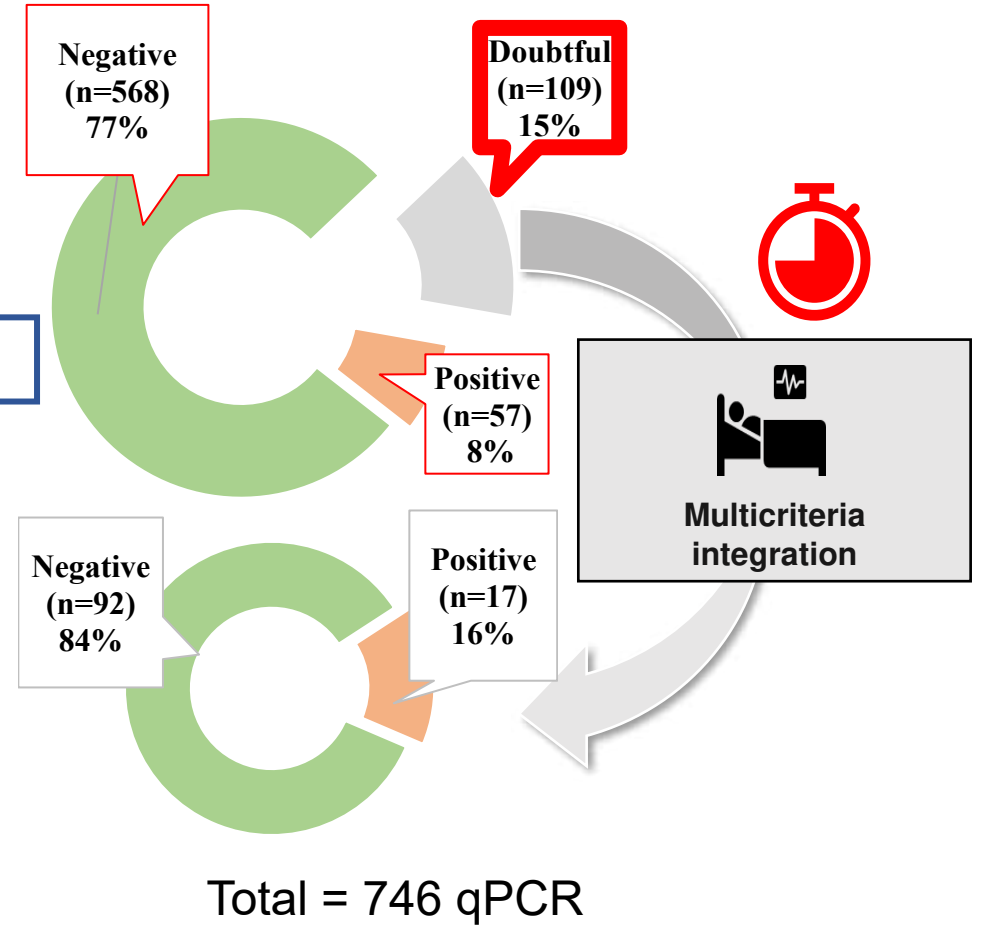 Negative
(n=568)
77%
Doubtful
(n=109)
15%
Positive
(n=57)
8%
Multicriteria
integration
Negative
(n=92)
84%
Positive
(n=17)
16%
Total = 746 qPCR